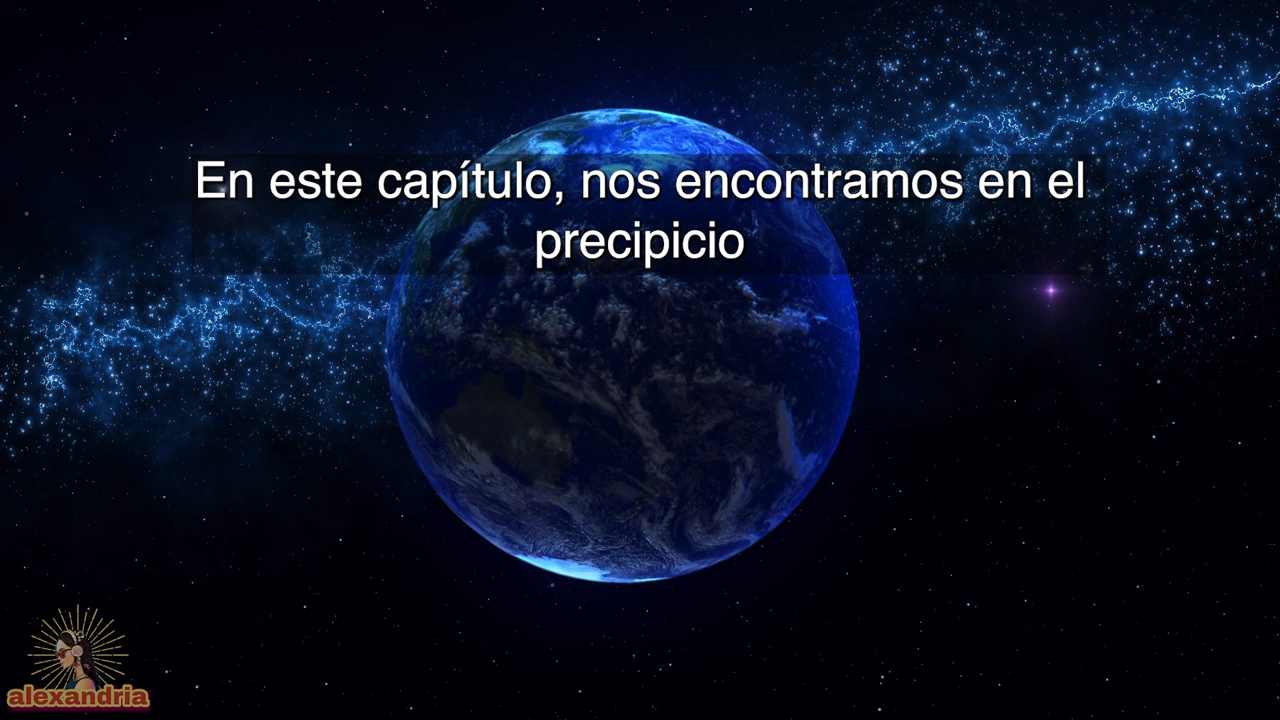 En este capítulo, nos encontramos en el
precipicio
alexandria